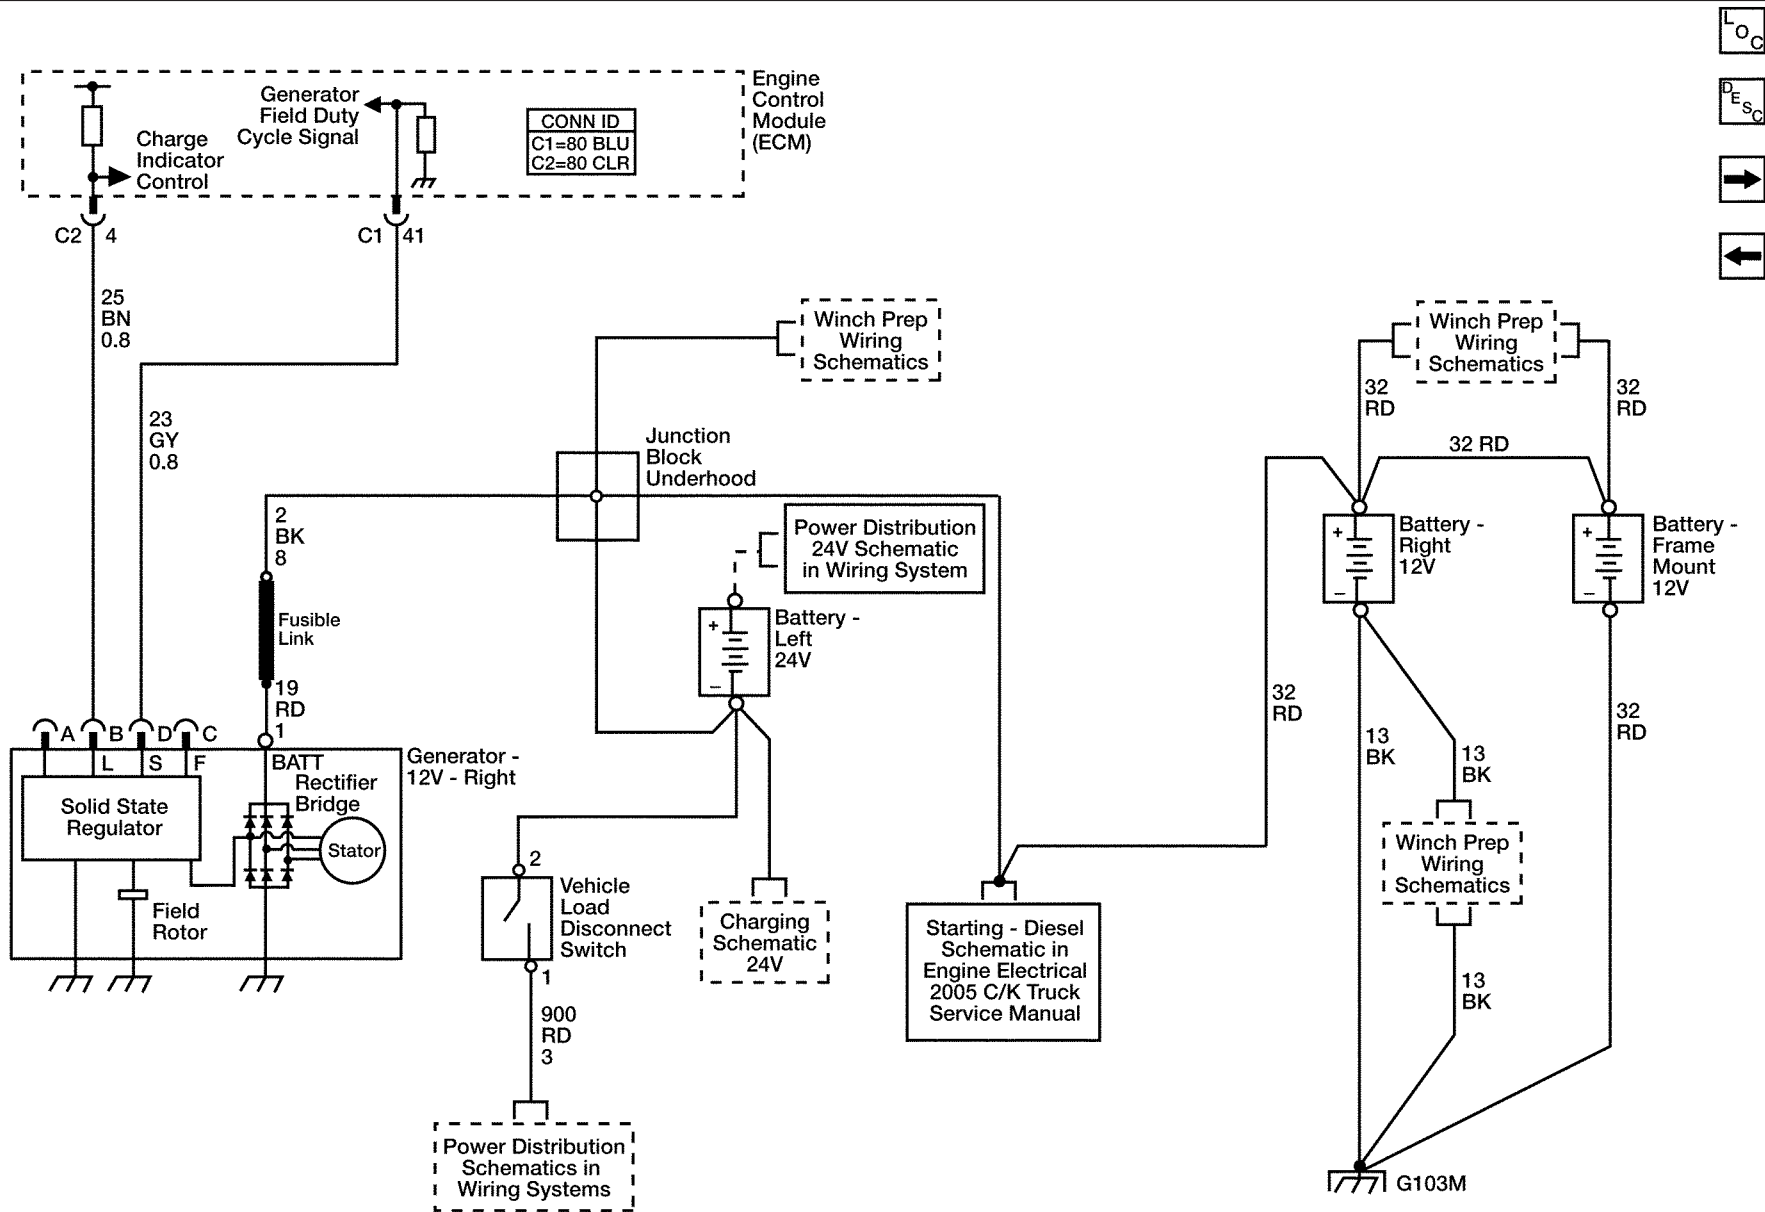 LOC
DESC
Engine
Control
Module
(ECM)
Generator
Field Duty
Cycle Signal
CONN ID
C1=80 BLU
C2=80 CLR
Charge
Indicator
Control
C2 4
C1 41
25
BN
0.8
23
GY
0.8
Winch Prep
Wiring
Schematics
Winch Prep
Wiring
Schematics
32
RD
32
RD
32 RD
Junction
Block
Underhood
2
BK
8
Fusible
Link
19
RD
1
Power Distribution
24V Schematic
in Wiring System
+
Battery -
Left
24V
–
+
Battery -
Right
12V
–
+
Battery -
Frame
Mount
12V
–
A B D C
L S F
BATT
Generator -
12V - Right
Solid State
Regulator
Rectifier
Bridge
Stator
Field
Rotor
2
Vehicle
Load
Disconnect
Switch
1
900
RD
3
Power Distribution
Schematics in
Wiring Systems
Charging
Schematic
24V
Starting - Diesel
Schematic in
Engine Electrical
2005 C/K Truck
Service Manual
32
RD
13
BK
13
BK
32
RD
Winch Prep
Wiring
Schematics
13
BK
G103M